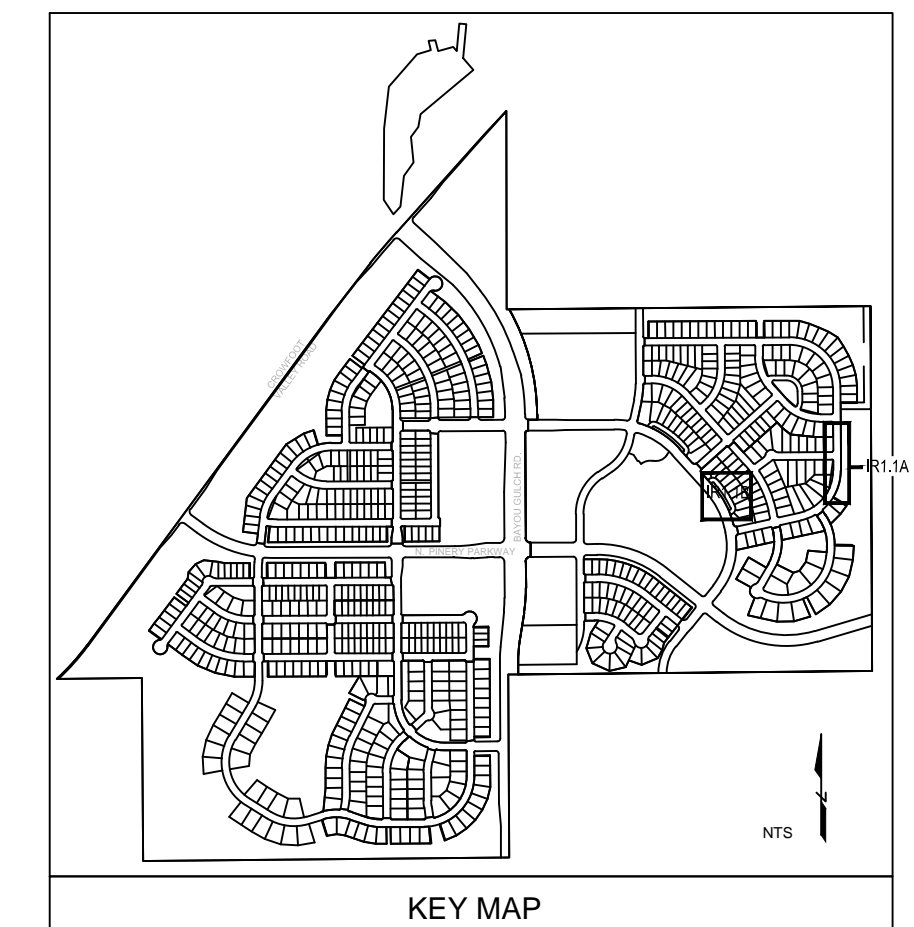 CROWFOOT
VALLEY ROAD
BAYOU GULCH RD.
N. PINERY PARKWAY
IR1.1A
NTS
KEY MAP